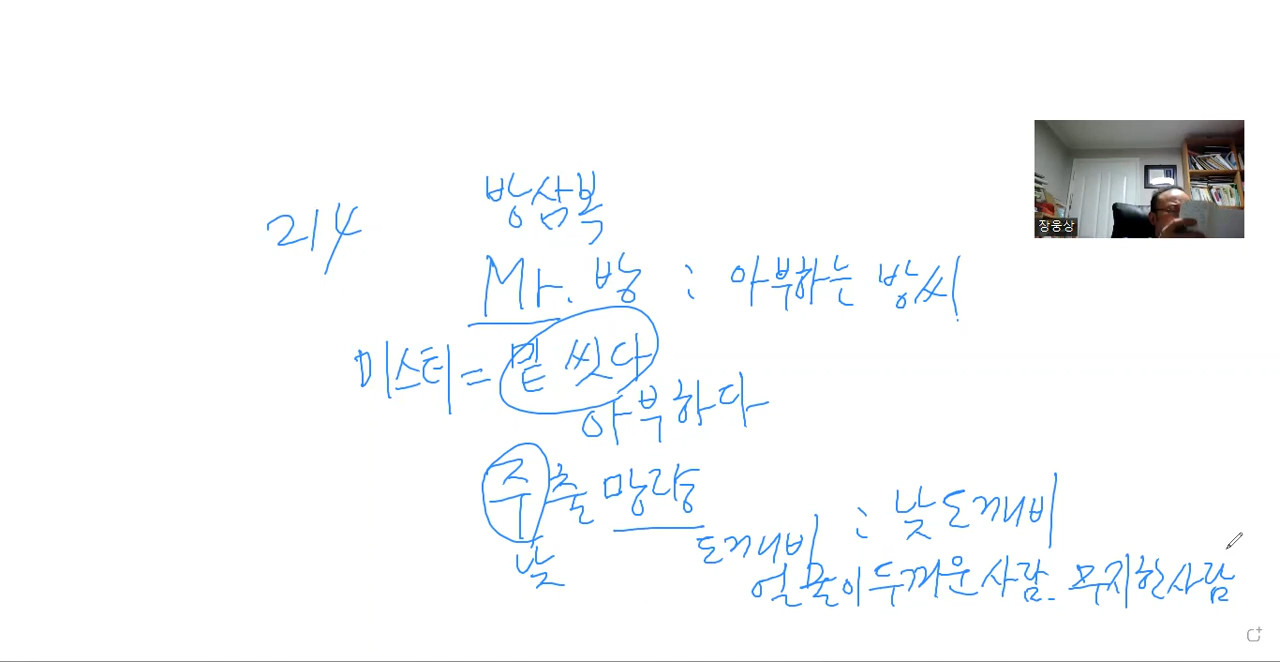 방삼복
214
장웅상
Mr. 방 : 아부하는 방씨
미스터 = 밑 씻다
아부하다
주출망량 : 낮도깨비
낮 도깨비
얼굴이 두꺼운 사람. 무지한 사람